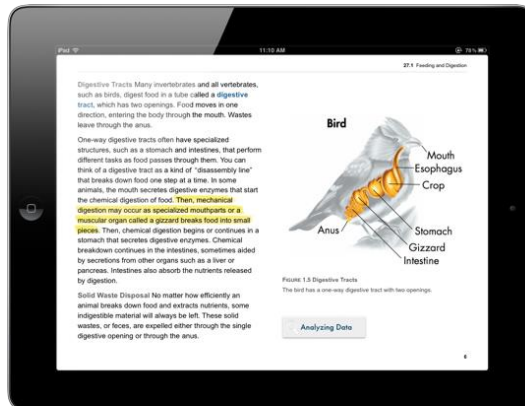 iPad
11:10 AM
78%
27.1 Feeding and Digestion
Digestive Tracts Many invertebrates and all vertebrates,
such as birds, digest food in a tube called a digestive
tract, which has two openings. Food moves in one
direction, entering the body through the mouth. Wastes
leave through the anus.
One-way digestive tracts often have specialized
structures, such as a stomach and intestines, that perform
different tasks as food passes through them. You can
think of a digestive tract as a kind of "disassembly line"
that breaks down food one step at a time. In some
animals, the mouth secretes digestive enzymes that start
the chemical digestion of food. Then, mechanical
digestion may occur as specialized mouthparts or a
muscular organ called a gizzard breaks food into small
pieces. Then, chemical digestion begins or continues in a
stomach that secretes digestive enzymes. Chemical
breakdown continues in the intestines, sometimes aided
by secretions from other organs such as a liver or
pancreas. Intestines also absorb the nutrients released
by digestion.
Solid Waste Disposal No matter how efficiently an
animal breaks down food and extracts nutrients, some
indigestible material will always be left. These solid
wastes, or feces, are expelled either through the single
digestive opening or through the anus.
Bird
Mouth
Esophagus
Crop
Stomach
Gizzard
Intestine
Anus
FIGURE 1.5 Digestive Tracts
The bird has a one-way digestive tract with two openings.
Analyzing Data